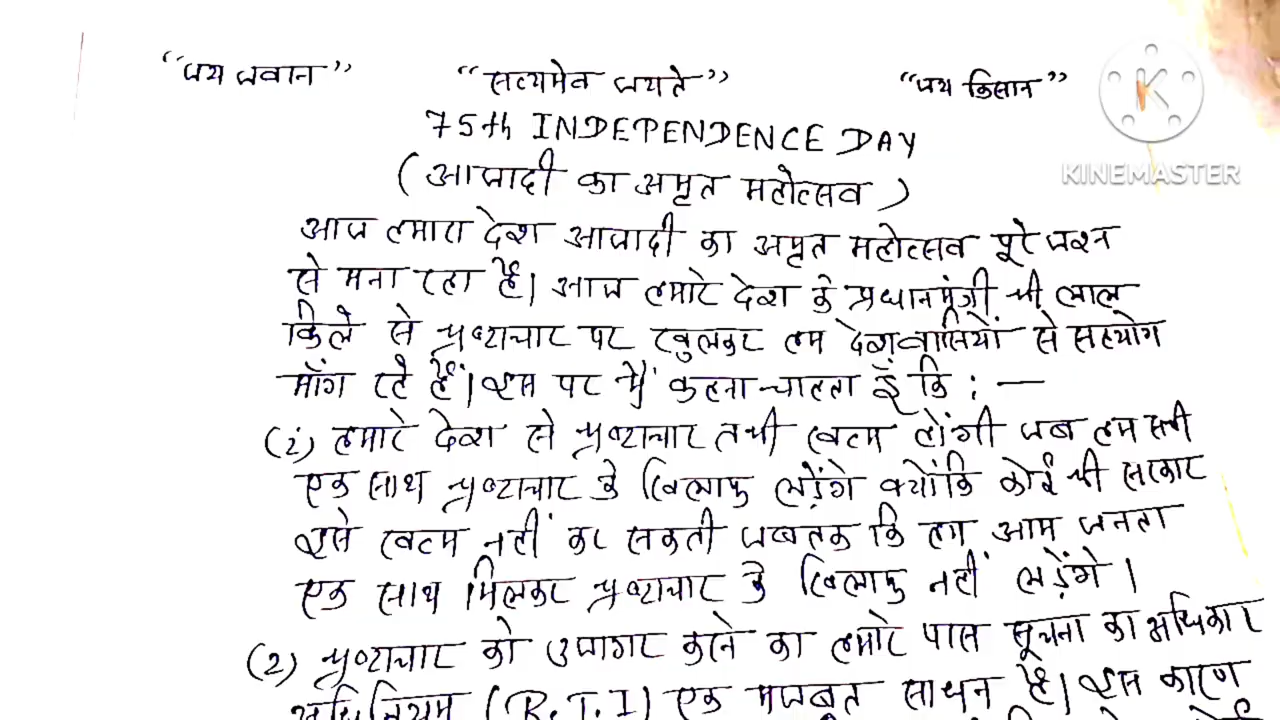 "जय जवान" "सत्यमेव जयते" "जय किसान"
KINEMASTER
75th INDEPENDENCE DAY
(आजादी का अमृत महोत्सव)
आज हमारा देश आजादी का अमृत महोत्सव पूरे जश्न
से मना रहा है। आज हमारे देश के प्रधानमंत्री भी लाल
किले से भ्रष्टाचार पर खुलकर हम देशवासियों से सहयोग
माँग रहे हैं। इस पर मैं कहना चाहता हूँ कि : —
(i) हमारे देश से भ्रष्टाचार तभी खत्म होंगी जब हम सभी
एक साथ भ्रष्टाचार के खिलाफ लड़ेंगे क्योंकि कोई भी सरकार
इसे खत्म नहीं कर सकती जबतक कि हम आम जनता
एक साथ मिलकर भ्रष्टाचार के खिलाफ नहीं लड़ेंगे।
(2) भ्रष्टाचार को उजागर करने का हमारे पास सूचना का अधिकार
अधिनियम (R.T.I) एक मजबूत साधन है। इस कारण